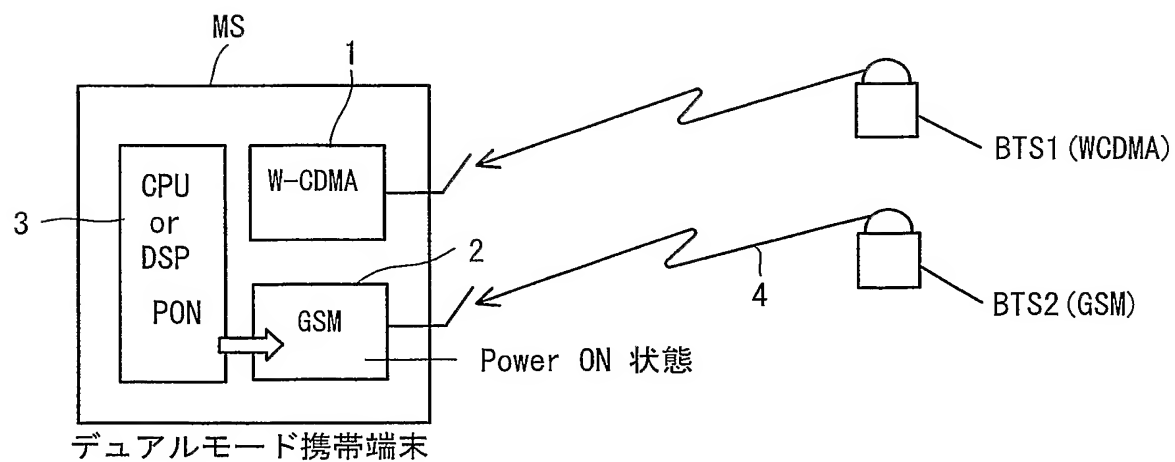 MS
1
W-CDMA
BTS1(WCDMA)
CPU
or
DSP
3
PON
2
GSM
4
BTS2(GSM)
Power ON 状態
デュアルモード携帯端末